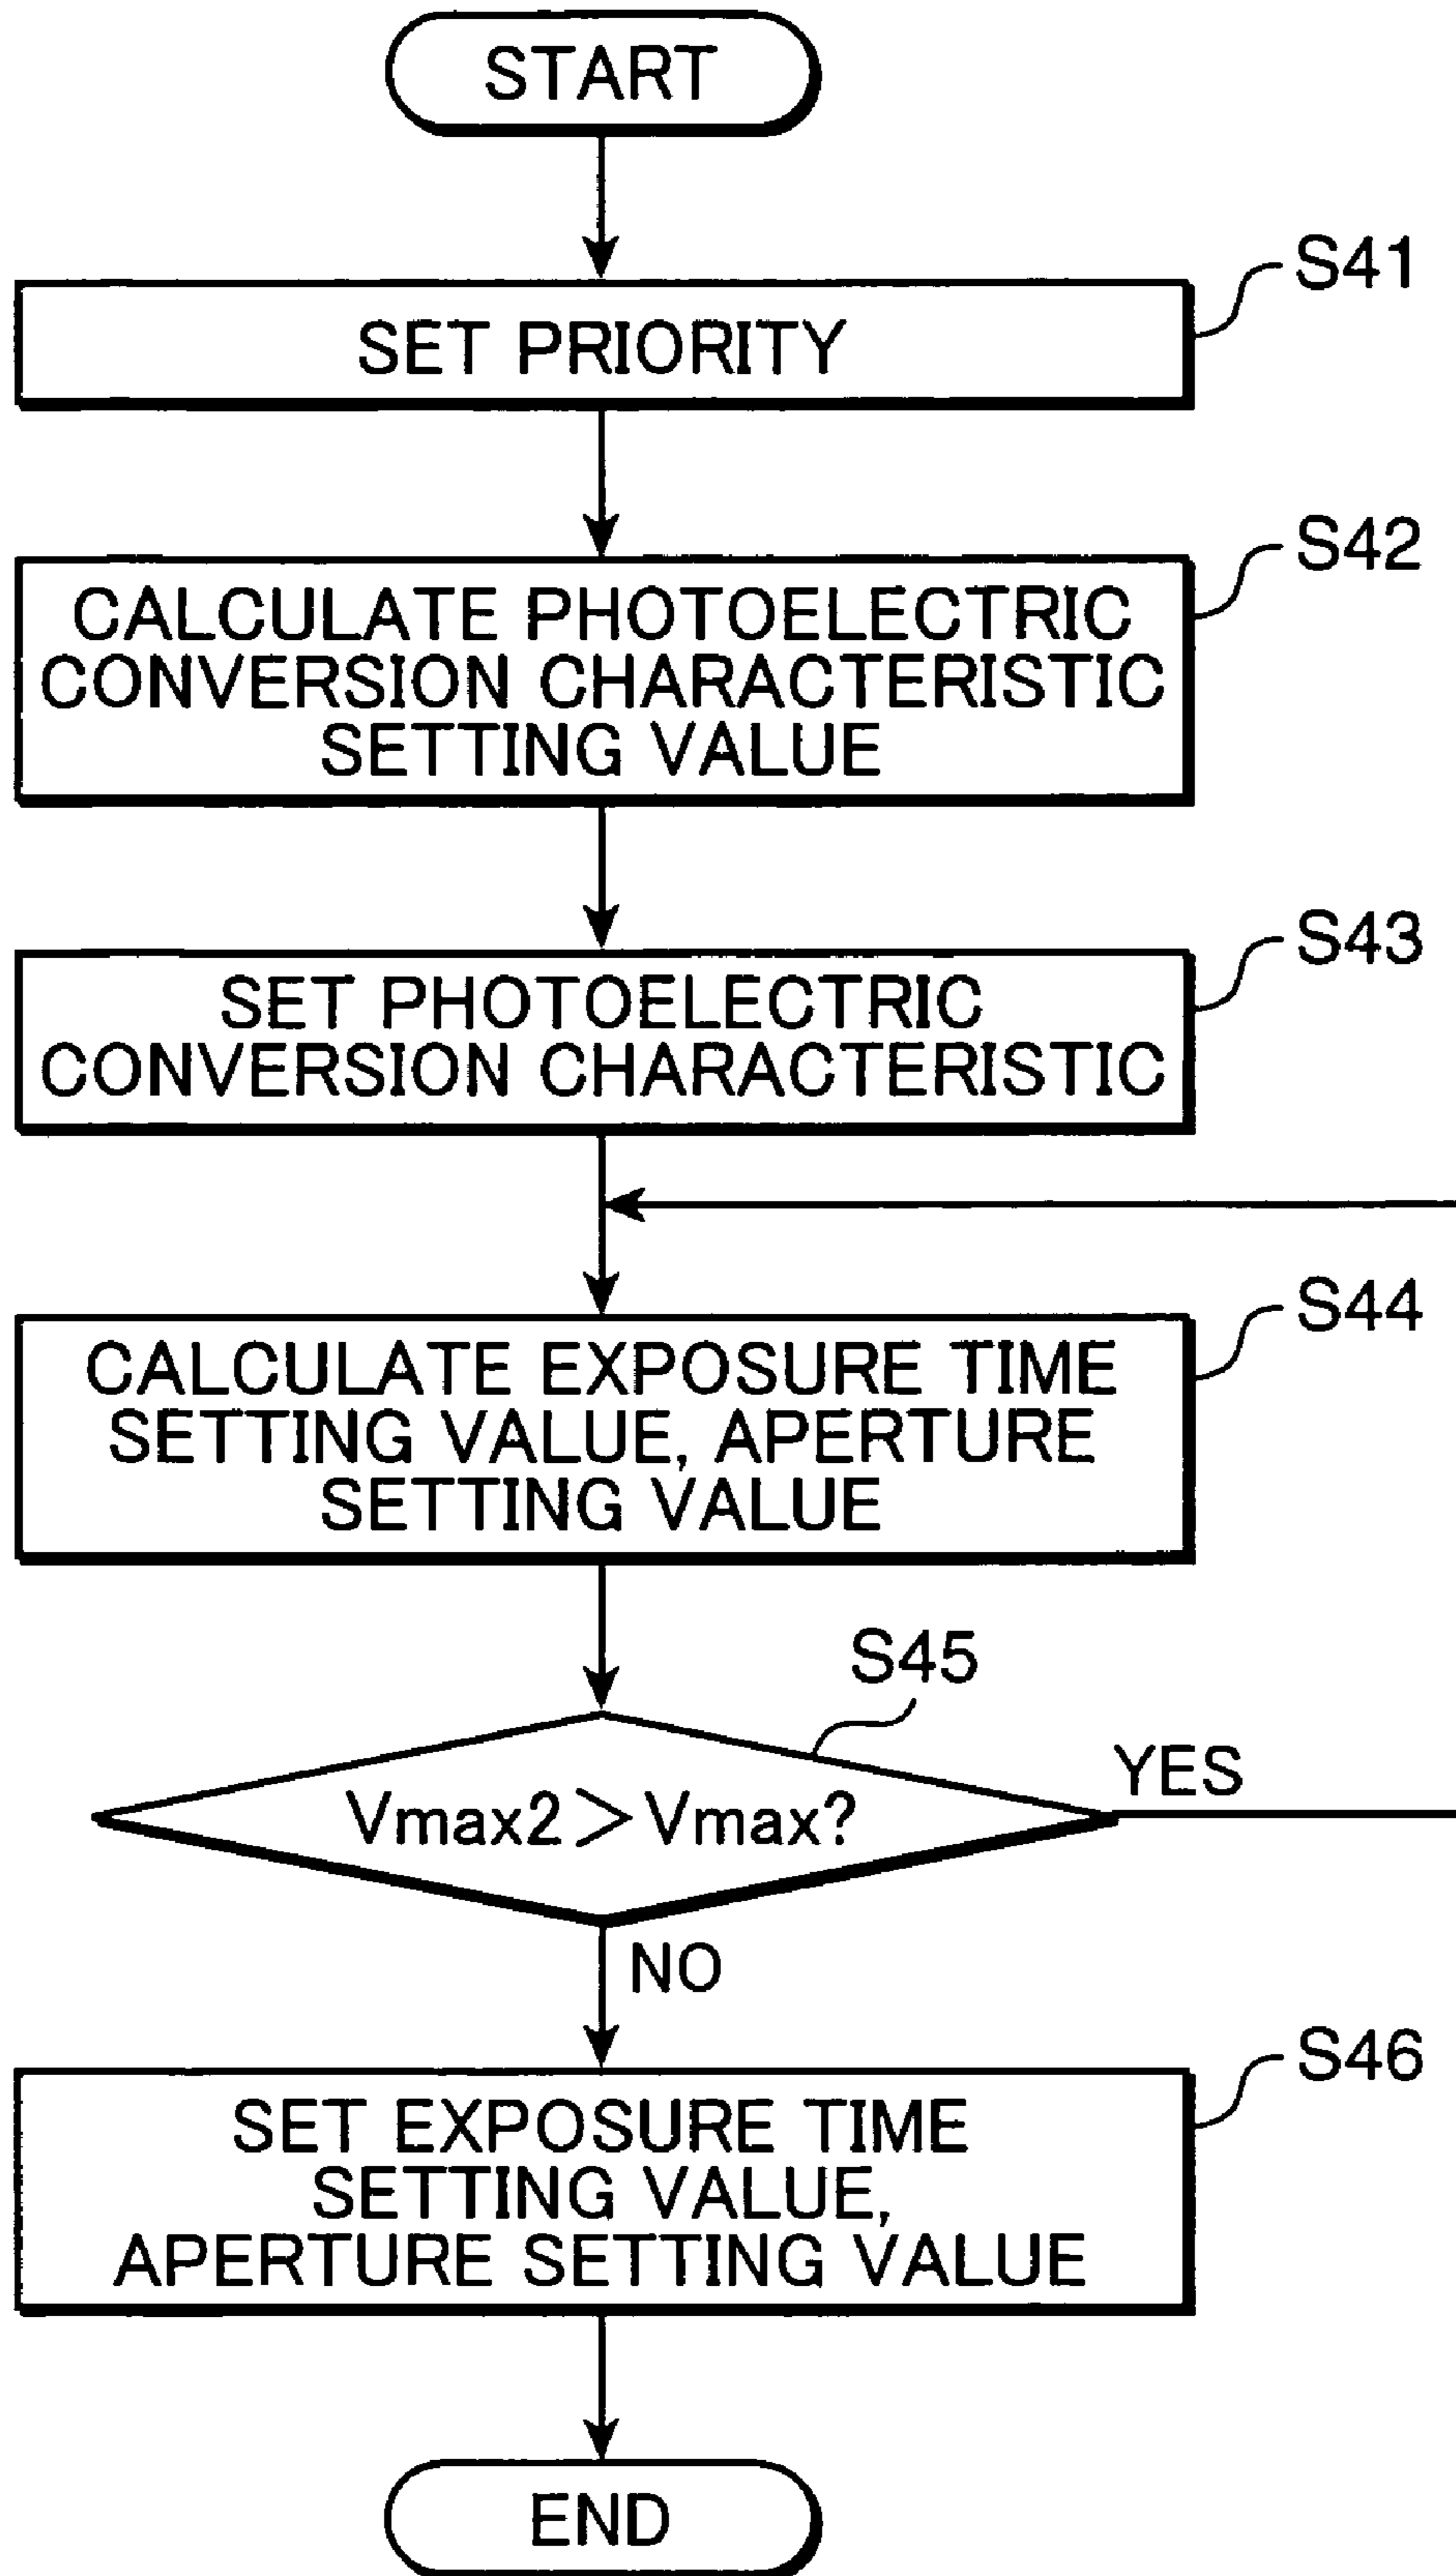 START
S41
SET PRIORITY
S42
CALCULATE PHOTOELECTRIC
CONVERSION CHARACTERISTIC
SETTING VALUE
S43
SET PHOTOELECTRIC
CONVERSION CHARACTERISTIC
S44
CALCULATE EXPOSURE TIME
SETTING VALUE, APERTURE
SETTING VALUE
S45
Vmax2>Vmax?
YES
NO
S46
SET EXPOSURE TIME
SETTING VALUE,
APERTURE SETTING VALUE
END